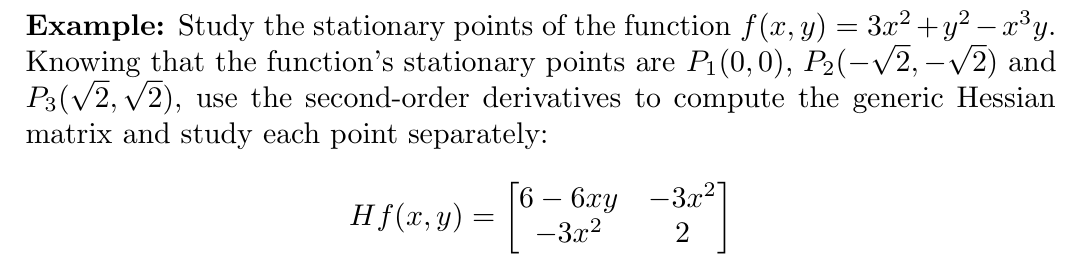 Example: Study the stationary points of the function f(x, y) = 3x² + y² − x³y.
Knowing that the function's stationary points are P₁(0, 0), P₂(−√2, −√2) and
P₃(√2, √2), use the second-order derivatives to compute the generic Hessian
matrix and study each point separately:
Hf(x, y) = [6 − 6xy −3x²
−3x² 2]